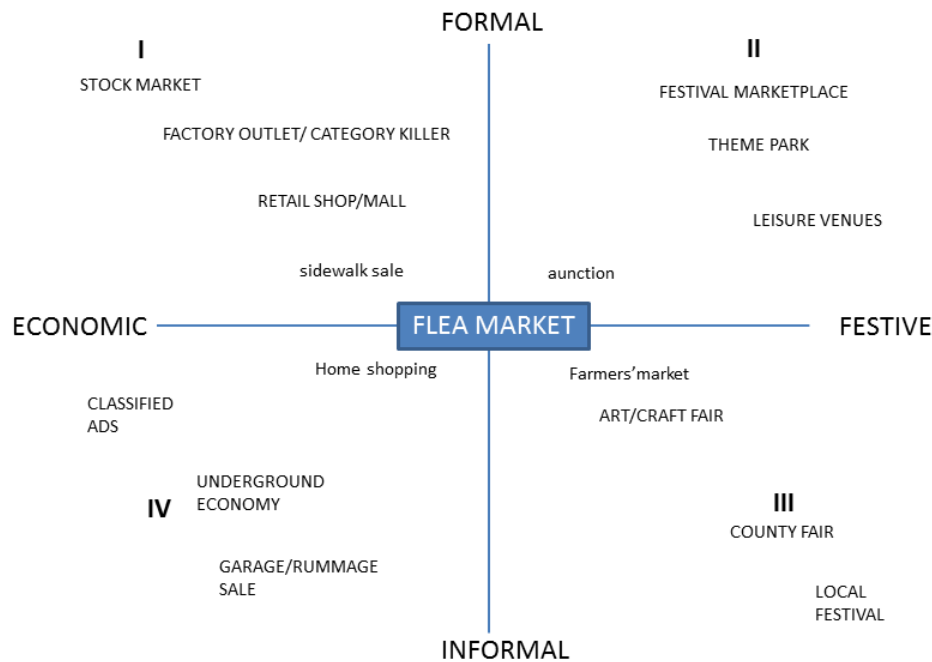 FORMAL
I
II
STOCK MARKET
FESTIVAL MARKETPLACE
FACTORY OUTLET/ CATEGORY KILLER
THEME PARK
RETAIL SHOP/MALL
LEISURE VENUES
sidewalk sale
aunction
ECONOMIC
FLEA MARKET
FESTIVE
Home shopping
Farmers'market
CLASSIFIED
ADS
ART/CRAFT FAIR
UNDERGROUND
ECONOMY
IV
III
COUNTY FAIR
GARAGE/RUMMAGE
SALE
LOCAL
FESTIVAL
INFORMAL